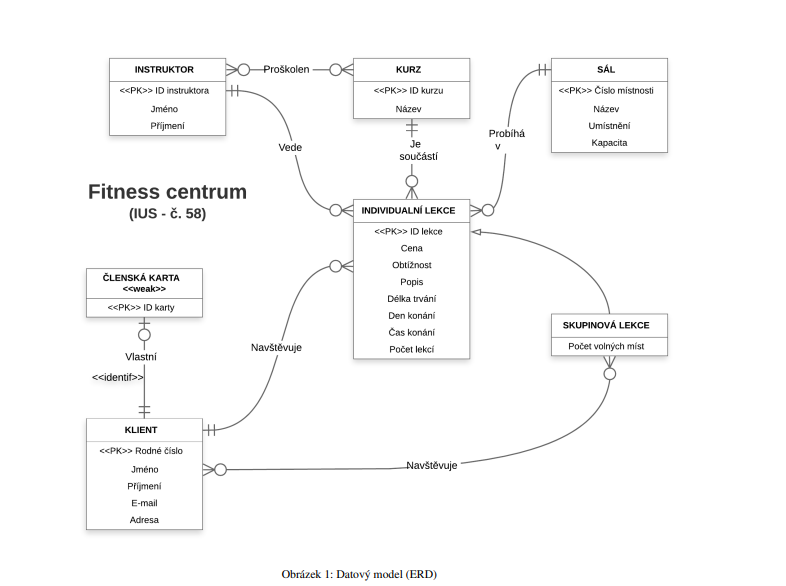 INSTRUKTOR
<<PK>> ID instruktora
Jméno
Příjmení
Proškolen
KURZ
<<PK>> ID kurzu
Název
SÁL
<<PK>> Číslo místnosti
Název
Umístnění
Kapacita
Vede
Je
součástí
Probíhá
v
Fitness centrum
(IUS - č. 58)
INDIVIDUALNÍ LEKCE
<<PK>> ID lekce
Cena
Obtížnost
Popis
Délka trvání
Den konání
Čas konání
Počet lekcí
ČLENSKÁ KARTA
<<weak>>
<<PK>> ID karty
SKUPINOVÁ LEKCE
Počet volných míst
Vlastní
<<identif>>
Navštěvuje
KLIENT
<<PK>> Rodné číslo
Jméno
Příjmení
E-mail
Adresa
Navštěvuje
Obrázek 1: Datový model (ERD)